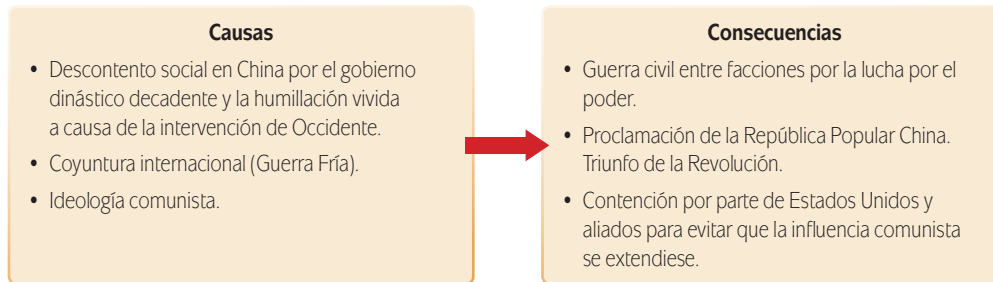 Causas
• Descontento social en China por el gobierno
dinástico decadente y la humillación vivida
a causa de la intervención de Occidente.
• Coyuntura internacional (Guerra Fría).
• Ideología comunista.
Consecuencias
• Guerra civil entre facciones por la lucha por el
poder.
• Proclamación de la República Popular China.
Triunfo de la Revolución.
• Contención por parte de Estados Unidos y
aliados para evitar que la influencia comunista
se extendiese.